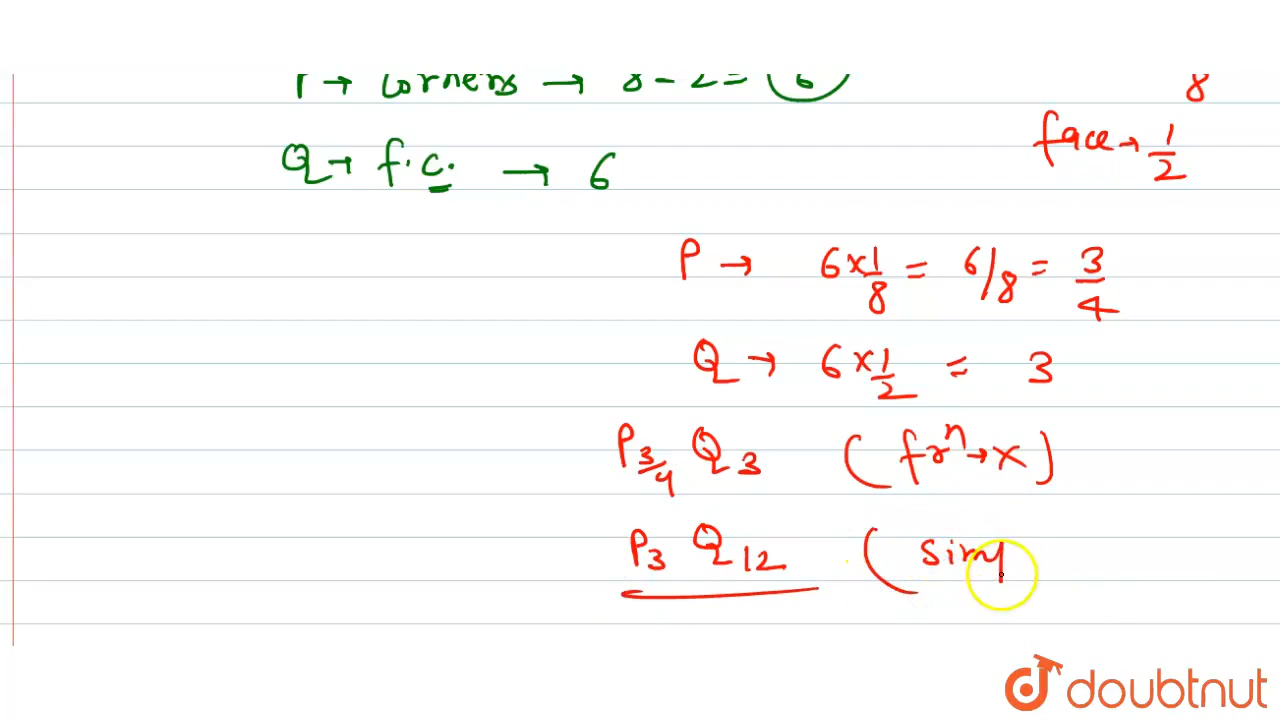 P → corners → 8 - 2 = 6
8
face → 1/2
Q → f.c. → 6
P → 6 × 1/8 = 6/8 = 3/4
Q → 6 × 1/2 = 3
P3/4 Q3 (frⁿ → ×)
P3 Q12 (simp
doubtnut